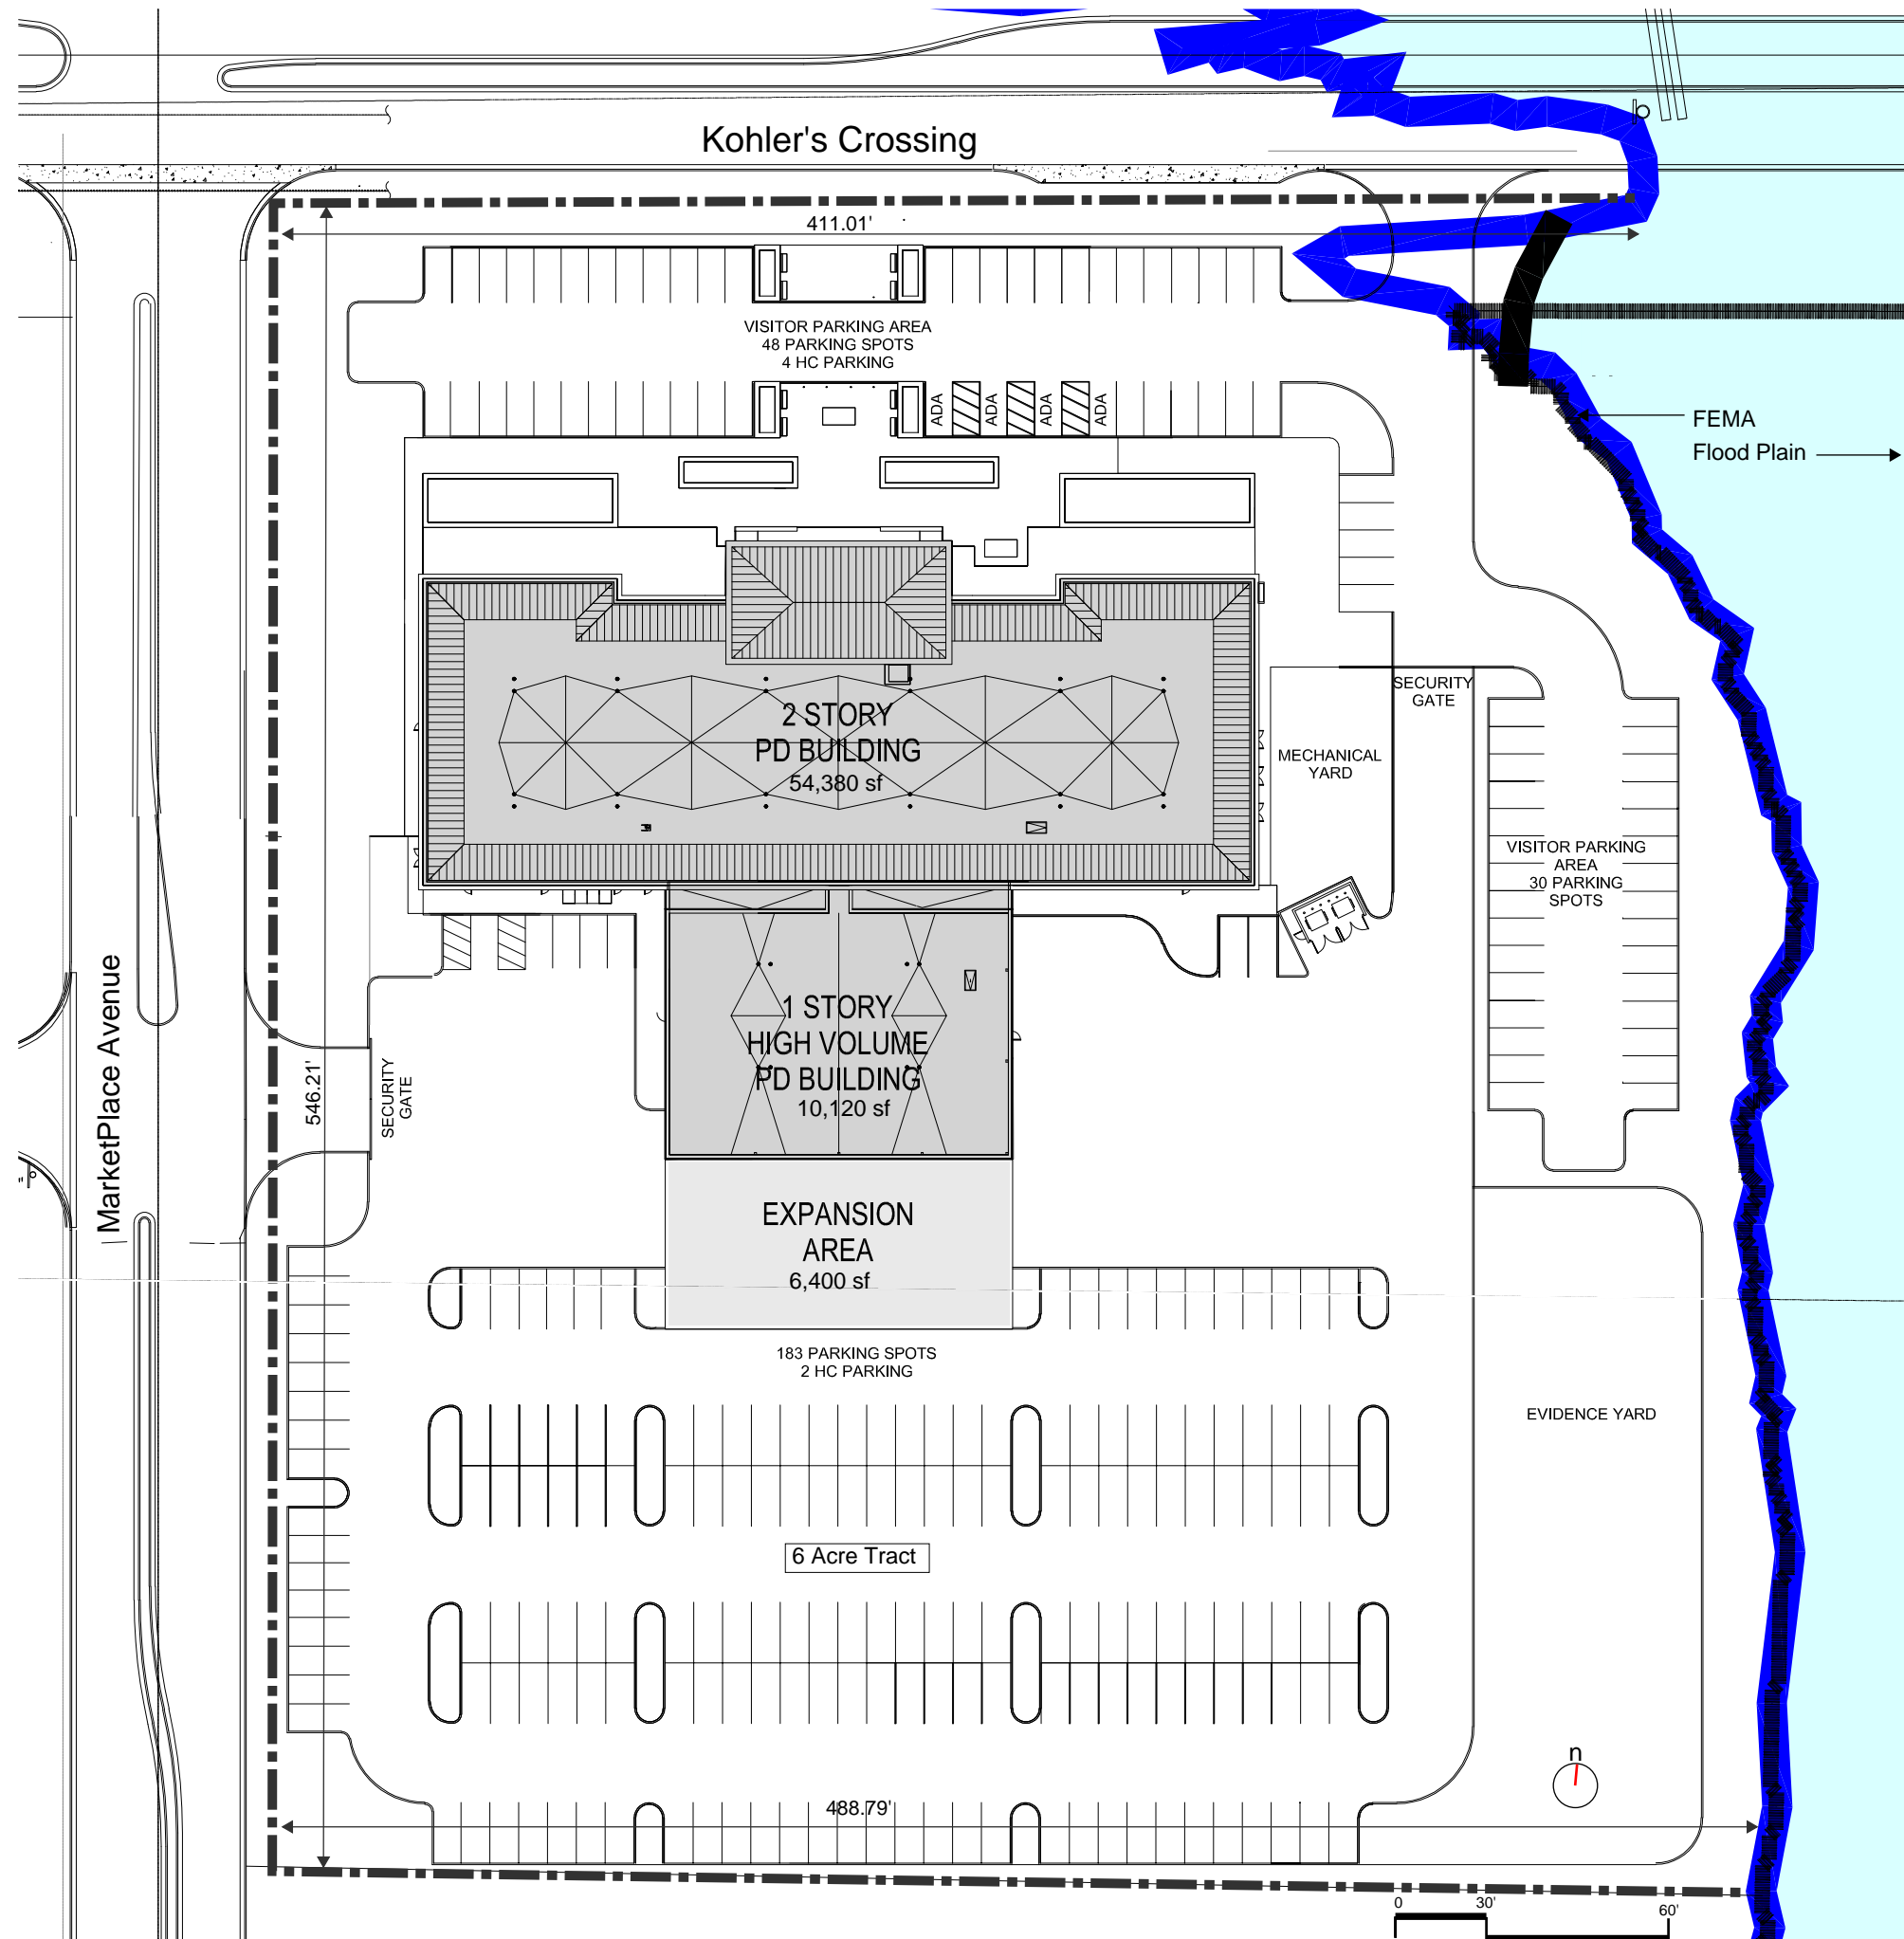 Kohler's Crossing
411.01'
VISITOR PARKING AREA
48 PARKING SPOTS
4 HC PARKING
ADA
ADA
ADA
ADA
FEMA
Flood Plain
2 STORY
PD BUILDING
54,380 sf
SECURITY
GATE
MECHANICAL
YARD
VISITOR PARKING
AREA
30 PARKING
SPOTS
MarketPlace Avenue
546.21'
SECURITY
GATE
1 STORY
HIGH VOLUME
PD BUILDING
10,120 sf
EXPANSION
AREA
6,400 sf
183 PARKING SPOTS
2 HC PARKING
EVIDENCE YARD
6 Acre Tract
n
488.79'
0 30' 60'